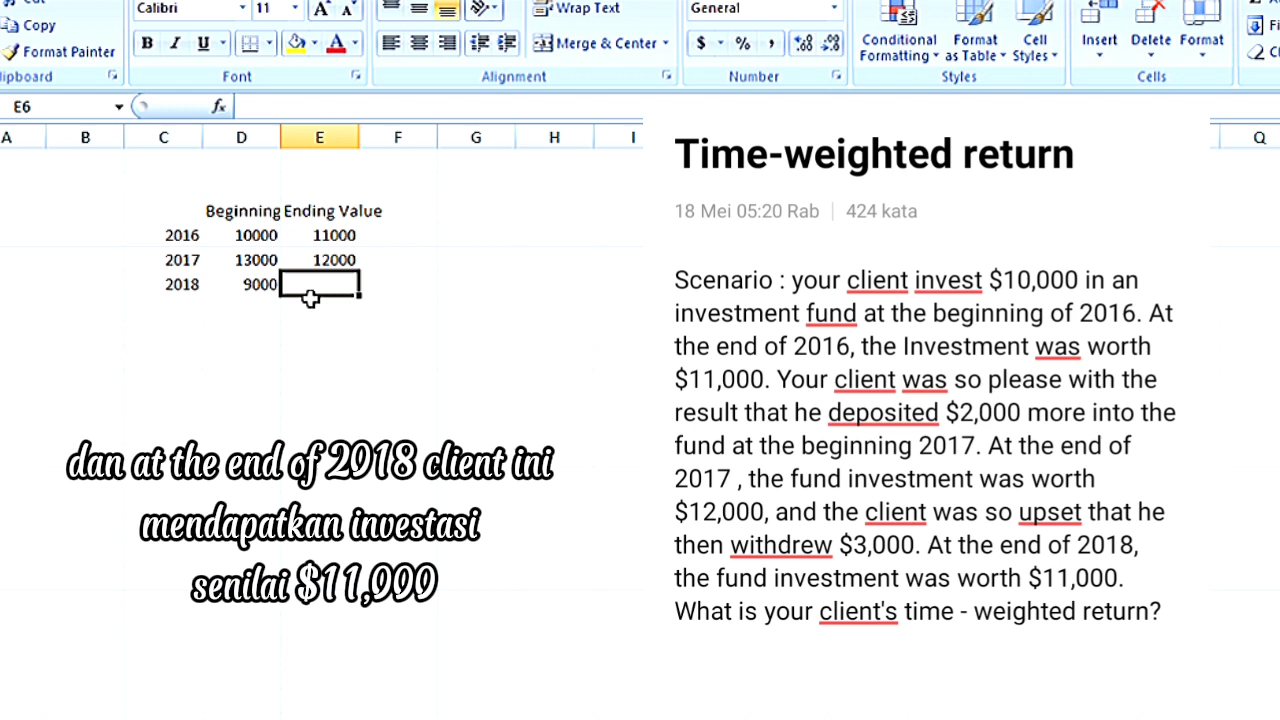 Copy
Format Painter
lipboard
Calibri
11
A
A
B
I
U
A
Font
Wrap Text
Merge & Center
Alignment
General
$
%
,
Number
Conditional
Formatting
Format
as Table
Cell
Styles
Styles
Insert
Delete
Format
Cells
E6
fx
A
B
C
D
E
F
G
H
I
Q
Beginning Ending Value
2016 10000 11000
2017 13000 12000
2018 9000
dan at the end of 2018 client ini
mendapatkan investasi
senilai $11,000
Time-weighted return
18 Mei 05:20 Rab | 424 kata
Scenario : your client invest $10,000 in an
investment fund at the beginning of 2016. At
the end of 2016, the Investment was worth
$11,000. Your client was so please with the
result that he deposited $2,000 more into the
fund at the beginning 2017. At the end of
2017 , the fund investment was worth
$12,000, and the client was so upset that he
then withdrew $3,000. At the end of 2018,
the fund investment was worth $11,000.
What is your client's time - weighted return?